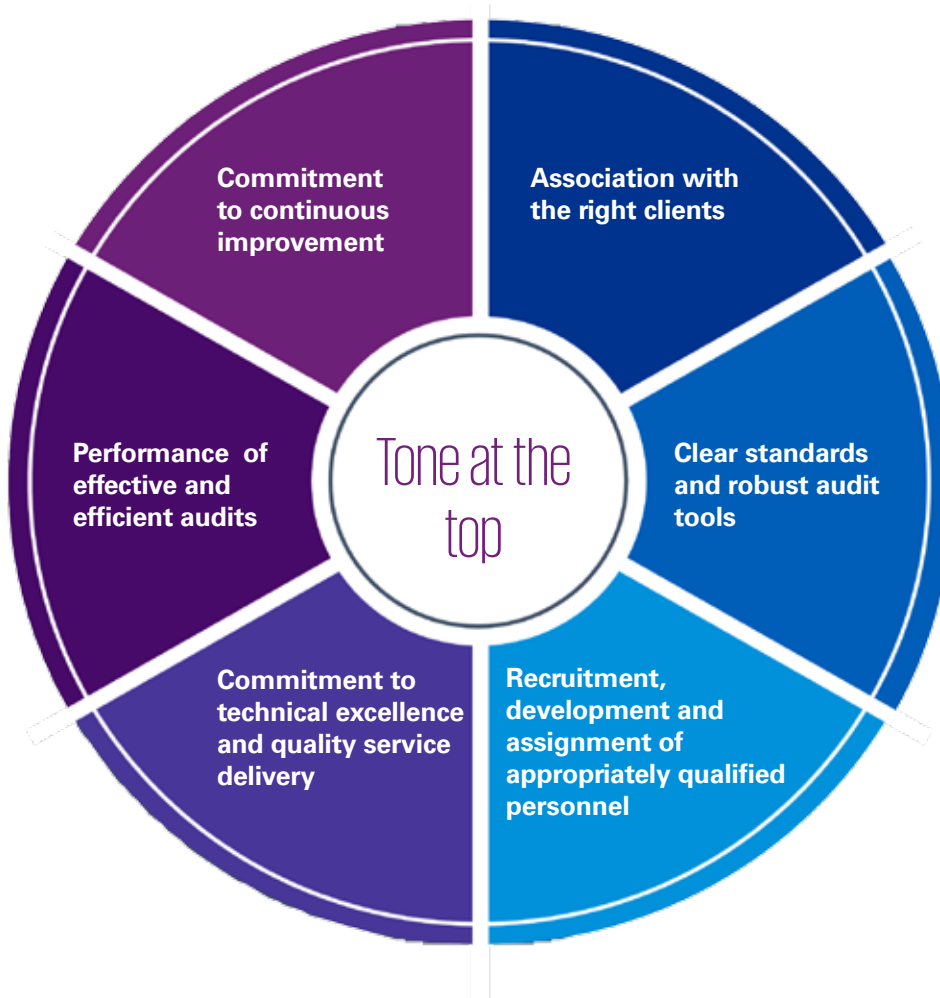 Commitment
to continuous
improvement
Association with
the right clients
Clear standards
and robust audit
tools
Recruitment,
development and
assignment of
appropriately qualified
personnel
Commitment to
technical excellence
and quality service
delivery
Performance of
effective and
efficient audits
Tone at the
top